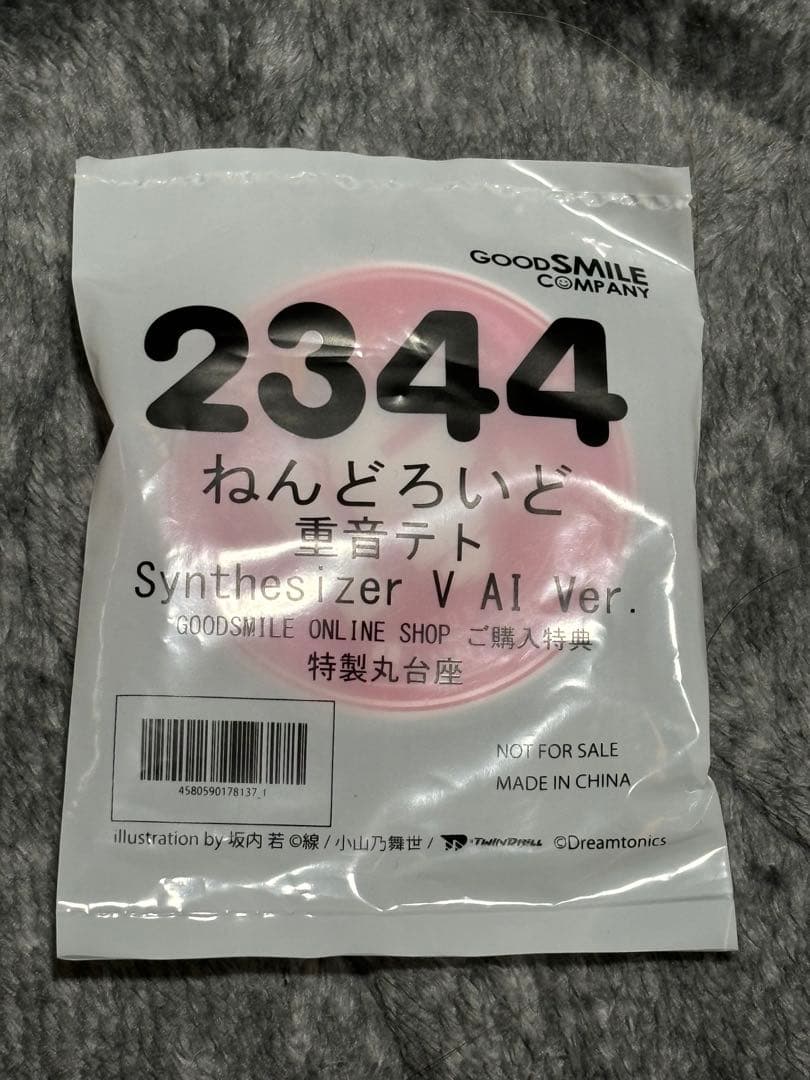 GOODSMILE
COMPANY
2344
ねんどろいど
重音テト
Synthesizer V AI Ver.
GOODSMILE ONLINE SHOP ご購入特典
特製丸台座
4580590178137_1
NOT FOR SALE
MADE IN CHINA
illustration by 坂内 若 ©線 / 小山乃舞世 / TWINDRILL ©Dreamtonics